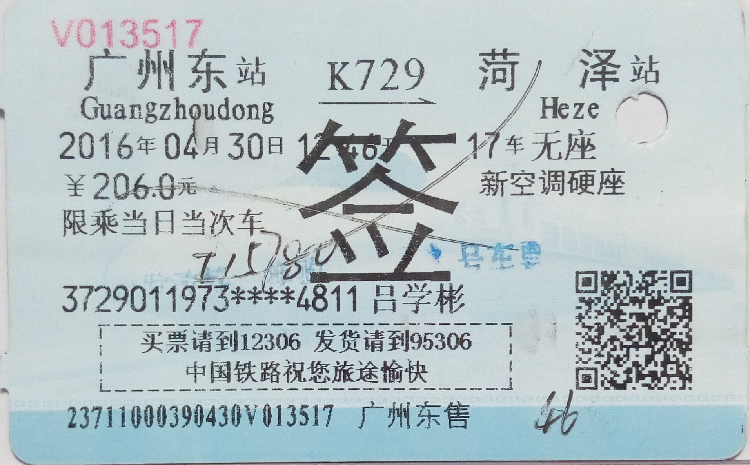 V013517
广州东站 K729 菏泽站
Guangzhoudong Heze
2016年04月30日 12:46开 17车无座
￥206.0元 新空调硬座
签
限乘当日当次车
3729011973****4811 吕学彬
买票请到12306 发货请到95306
中国铁路祝您旅途愉快
23711000390430V013517 广州东售
46